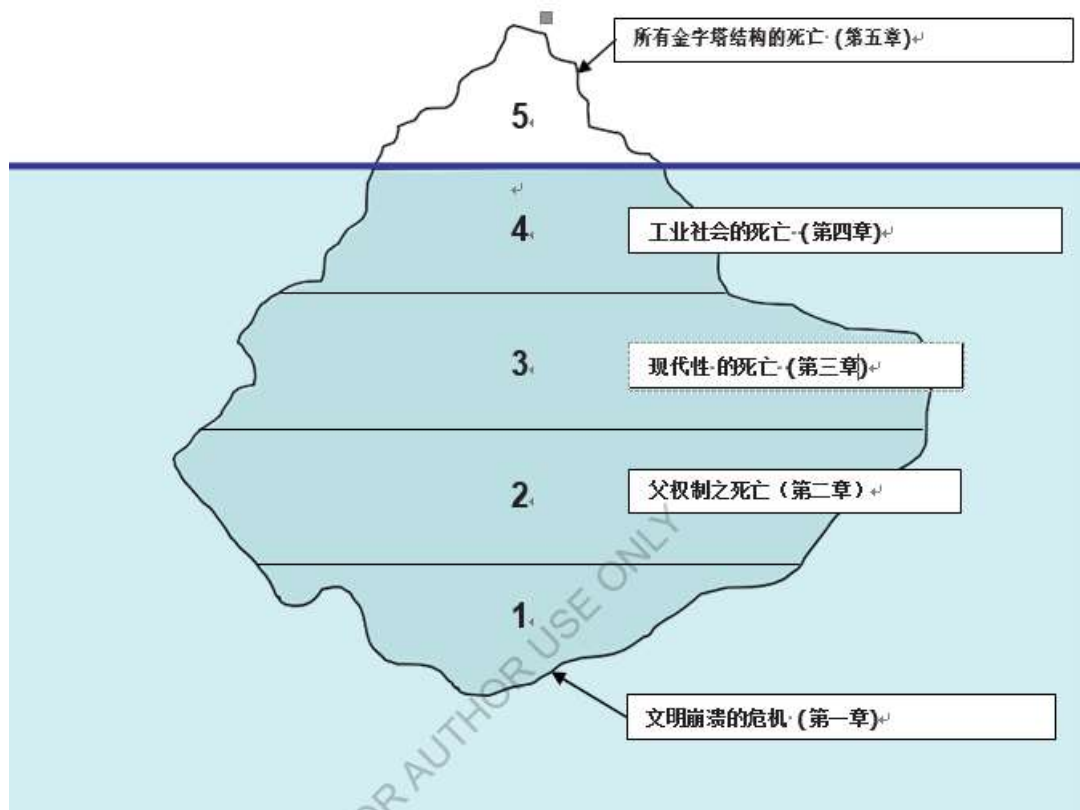 所有金字塔结构的死亡 (第五章)
5
4
工业社会的死亡 (第四章)
3
现代性 的死亡 (第三章)
2
父权制之死亡（第二章）
1
文明崩溃的危机 (第一章)
OR AUTHOR USE ONLY